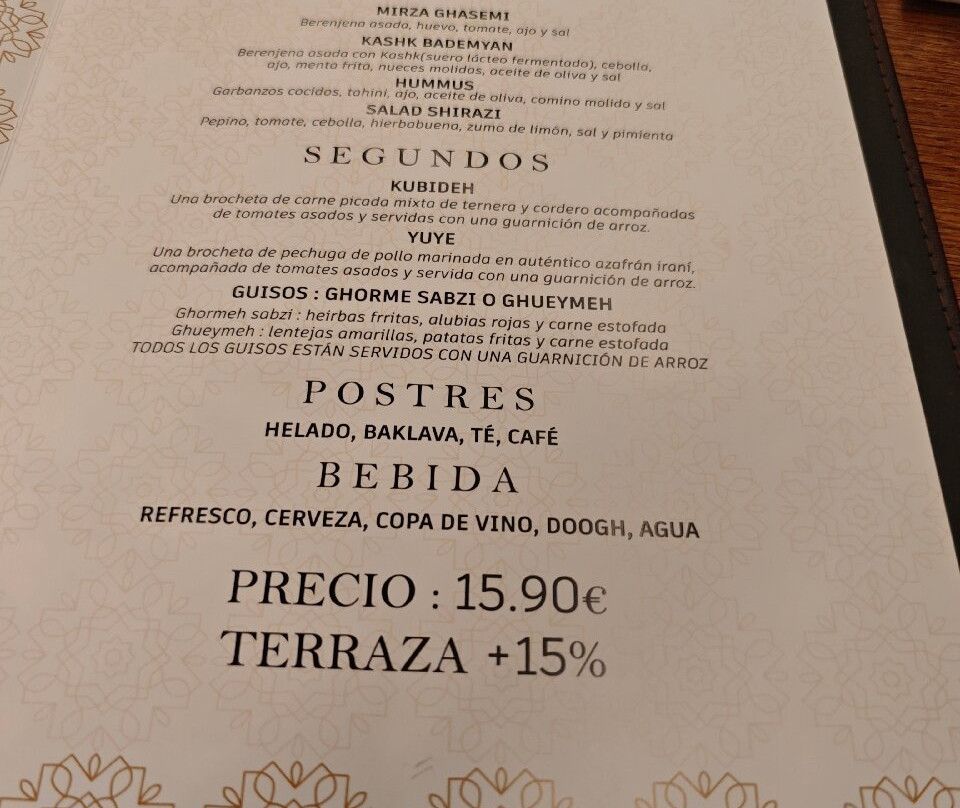 MIRZA GHASEMI
Berenjena asada, huevo, tomate, ajo y sal
KASHK BADEMYAN
Berenjena asada con Kashk(suero lácteo fermentado), cebolla,
ajo, menta frita, nueces molidos, aceite de oliva y sal
HUMMUS
Garbanzos cocidos, tahini, ajo, aceite de oliva, comino molido y sal
SALAD SHIRAZI
Pepino, tomate, cebolla, hierbabuena, zumo de limón, sal y pimienta
SEGUNDOS
KUBIDEH
Una brocheta de carne picada mixta de ternera y cordero acompañadas
de tomates asados y servidas con una guarnición de arroz.
YUYE
Una brocheta de pechuga de pollo marinada en auténtico azafrán iraní,
acompañada de tomates asados y servida con una guarnición de arroz.
GUISOS : GHORME SABZI O GHUEYMEH
Ghormeh sabzi : heirbas frritas, alubias rojas y carne estofada
Ghueymeh : lentejas amarillas, patatas fritas y carne estofada
TODOS LOS GUISOS ESTÁN SERVIDOS CON UNA GUARNICIÓN DE ARROZ
POSTRES
HELADO, BAKLAVA, TÉ, CAFÉ
BEBIDA
REFRESCO, CERVEZA, COPA DE VINO, DOOGH, AGUA
PRECIO : 15.90€
TERRAZA +15%